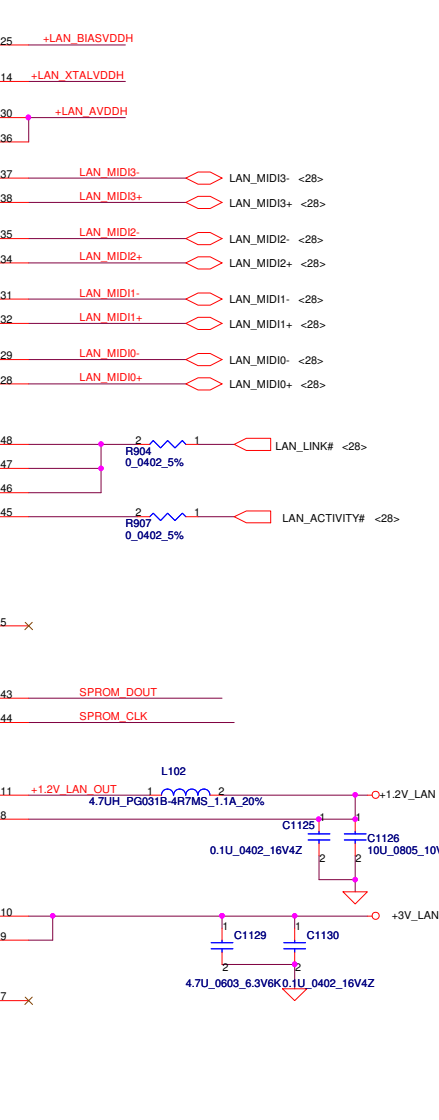 25 +LAN_BIASVDDH
14 +LAN_XTALVDDH
30 +LAN_AVDDH
36
37 LAN_MIDI3- LAN_MIDI3- <28>
38 LAN_MIDI3+ LAN_MIDI3+ <28>
35 LAN_MIDI2- LAN_MIDI2- <28>
34 LAN_MIDI2+ LAN_MIDI2+ <28>
31 LAN_MIDI1- LAN_MIDI1- <28>
32 LAN_MIDI1+ LAN_MIDI1+ <28>
29 LAN_MIDI0- LAN_MIDI0- <28>
28 LAN_MIDI0+ LAN_MIDI0+ <28>
48 2 1 LAN_LINK# <28>
R904
47 0_0402_5%
46
45 2 1 LAN_ACTIVITY# <28>
R907
0_0402_5%
5
43 SPROM_DOUT
44 SPROM_CLK
L102
11 +1.2V_LAN_OUT 1 2 +1.2V_LAN
4.7UH_PG031B-4R7MS_1.1A_20%
8 1 1
C1125 C1126
0.1U_0402_16V4Z 10U_0805_10V
2 2
10 +3V_LAN
1 1
9 C1129 C1130
2 2
4.7U_0603_6.3V6K 0.1U_0402_16V4Z
7